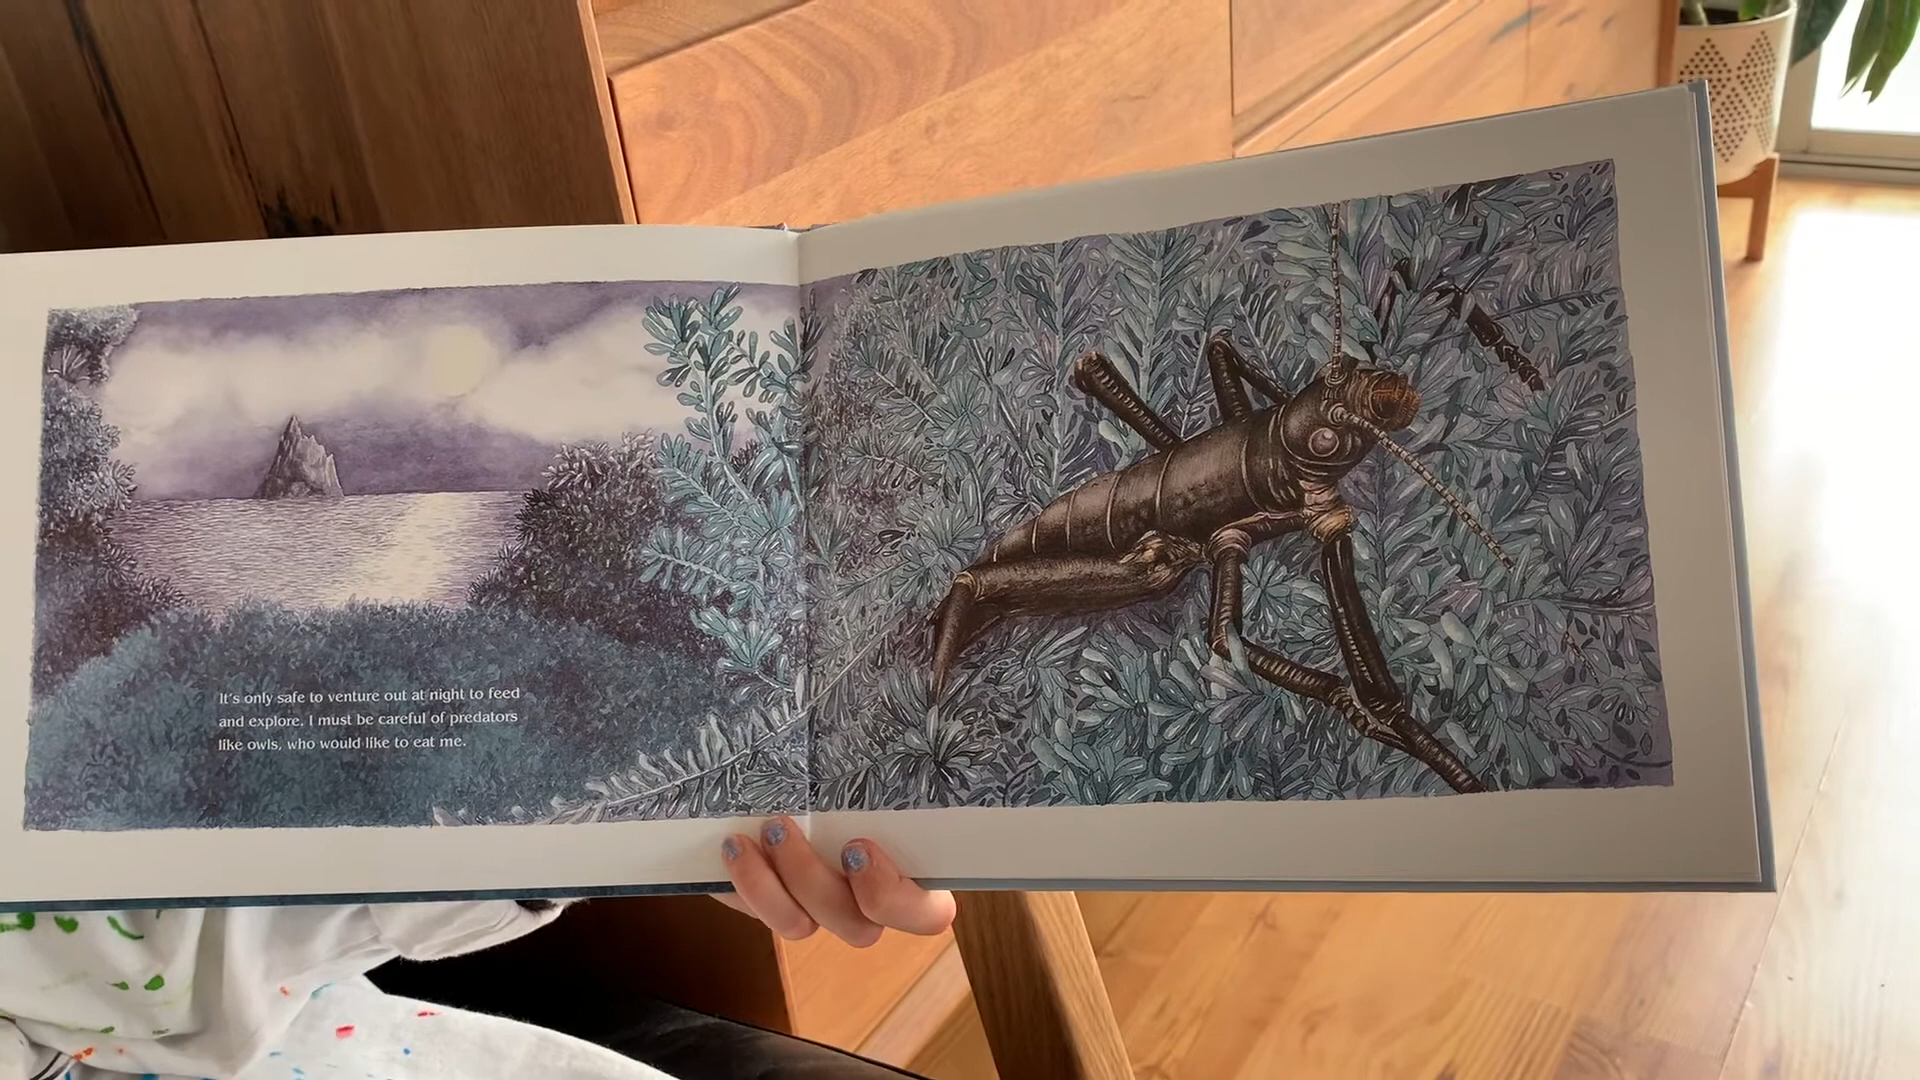 It's only safe to venture out at night to feed
and explore. I must be careful of predators
like owls, who would like to eat me.